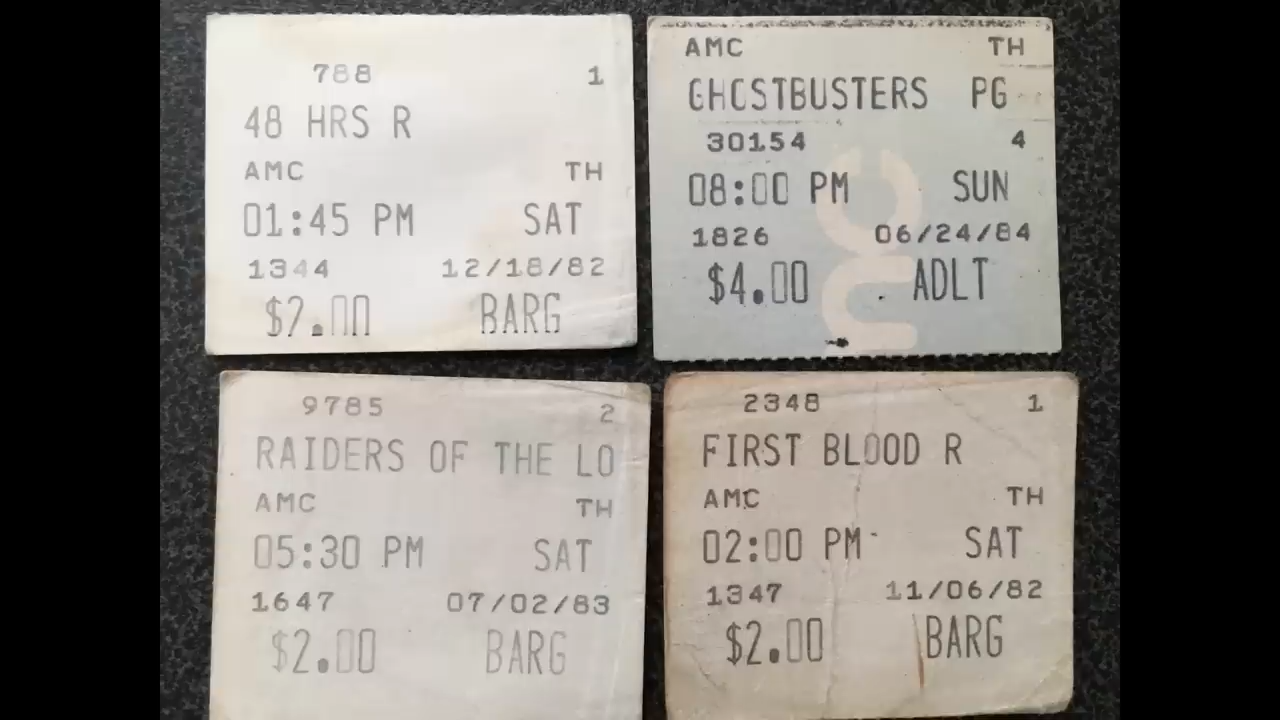 788 1
48 HRS R
AMC TH
01:45 PM SAT
1344 12/18/82
$2.00 BARG
AMC TH
GHOSTBUSTERS PG
30154 4
08:00 PM SUN
1826 06/24/84
$4.00 ADLT
9785 2
RAIDERS OF THE LO
AMC TH
05:30 PM SAT
1647 07/02/83
$2.00 BARG
2348 1
FIRST BLOOD R
AMC TH
02:00 PM SAT
1347 11/06/82
$2.00 BARG